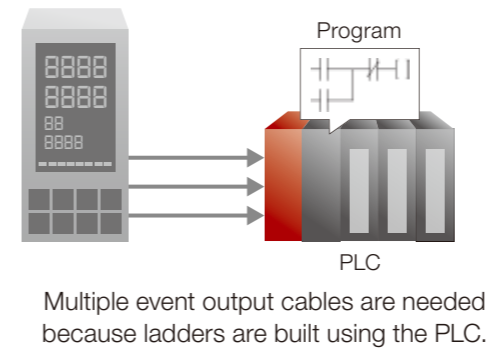 Program
8888
8888
88
8888
PLC
Multiple event output cables are needed
because ladders are built using the PLC.